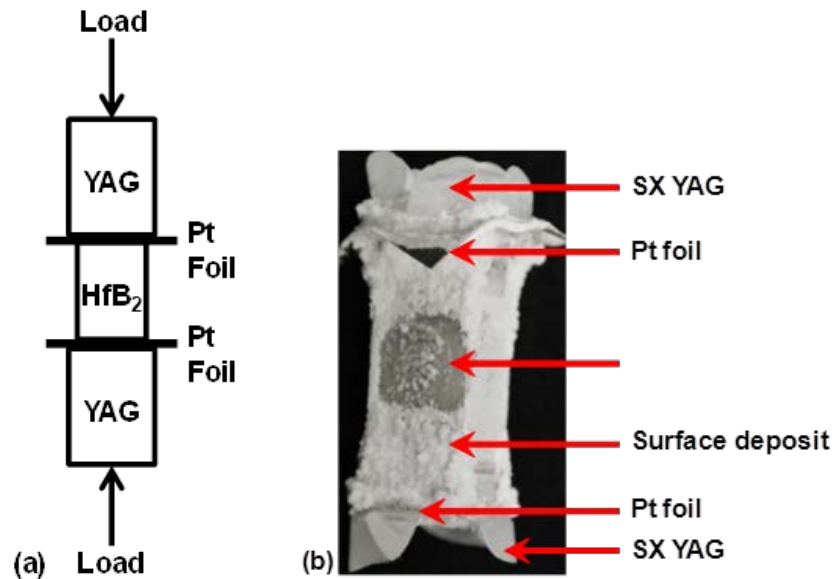 Load
YAG
Pt
Foil
HfB2
Pt
Foil
YAG
(a) Load
SX YAG
Pt foil
Surface deposit
Pt foil
(b) SX YAG